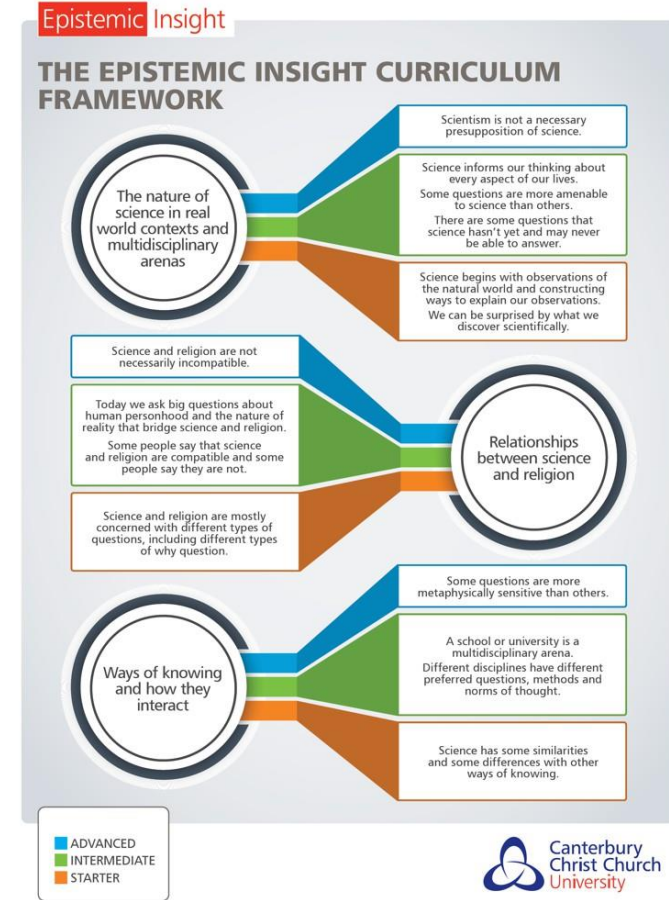 Epistemic Insight
THE EPISTEMIC INSIGHT CURRICULUM
FRAMEWORK
The nature of
science in real
world contexts and
multidisciplinary
arenas
Scientism is not a necessary
presupposition of science.
Science informs our thinking about
every aspect of our lives.
Some questions are more amenable
to science than others.
There are some questions that
science hasn't yet and may never
be able to answer.
Science begins with observations of
the natural world and constructing
ways to explain our observations.
We can be surprised by what we
discover scientifically.
Relationships
between science
and religion
Science and religion are not
necessarily incompatible.
Today we ask big questions about
human personhood and the nature of
reality that bridge science and religion.
Some people say that science
and religion are compatible and some
people say they are not.
Science and religion are mostly
concerned with different types of
questions, including different types
of why question.
Ways of knowing
and how they
interact
Some questions are more
metaphysically sensitive than others.
A school or university is a
multidisciplinary arena.
Different disciplines have different
preferred questions, methods and
norms of thought.
Science has some similarities
and some differences with other
ways of knowing.
ADVANCED
INTERMEDIATE
STARTER
Canterbury
Christ Church
University